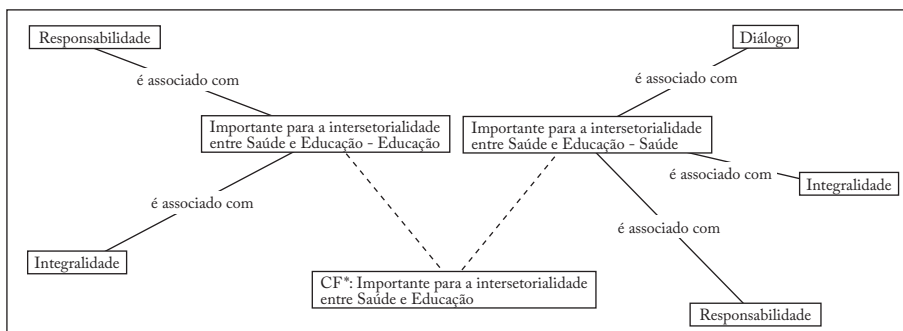 Responsabilidade
Diálogo
é associado com
é associado com
Importante para a intersetorialidade
entre Saúde e Educação - Educação
Importante para a intersetorialidade
entre Saúde e Educação - Saúde
é associado com
Integralidade
é associado com
é associado com
Integralidade
CF*: Importante para a intersetorialidade
entre Saúde e Educação
Responsabilidade